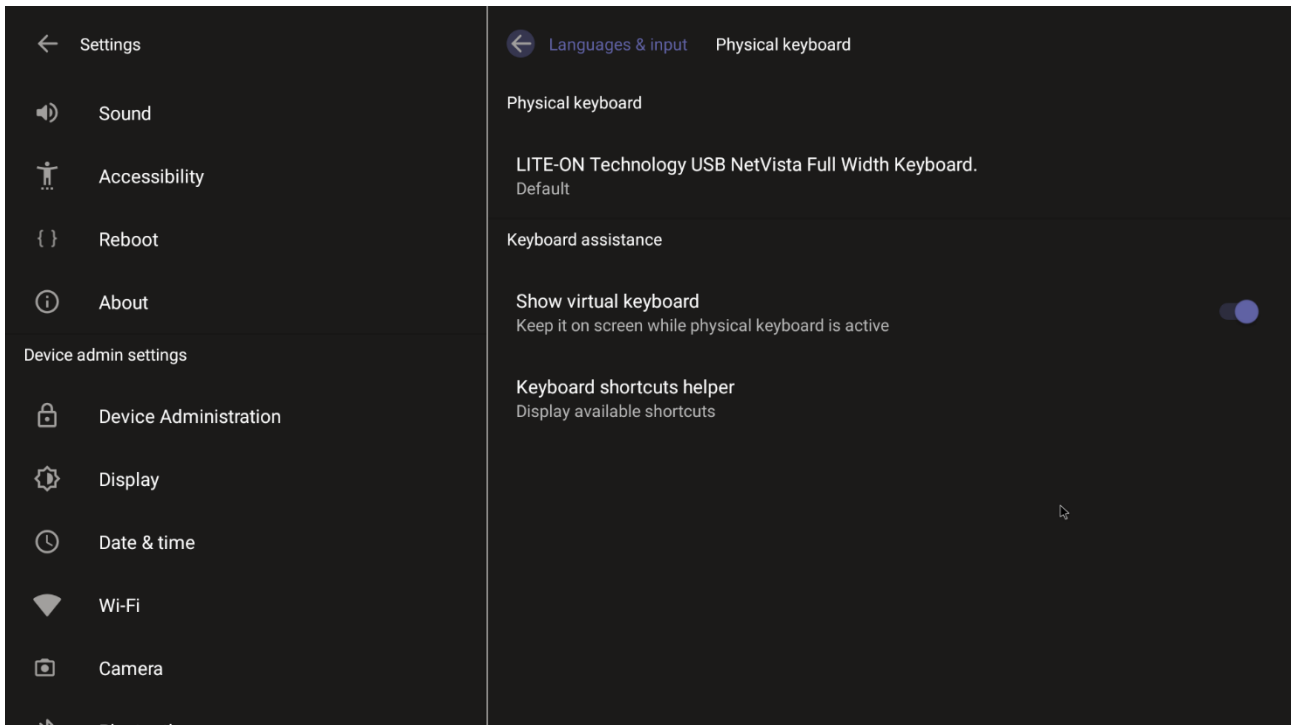 Settings
Sound
Accessibility
{ } Reboot
About
Device admin settings
Device Administration
Display
Date & time
Wi-Fi
Camera
Languages & input Physical keyboard
Physical keyboard
LITE-ON Technology USB NetVista Full Width Keyboard.
Default
Keyboard assistance
Show virtual keyboard
Keep it on screen while physical keyboard is active
Keyboard shortcuts helper
Display available shortcuts